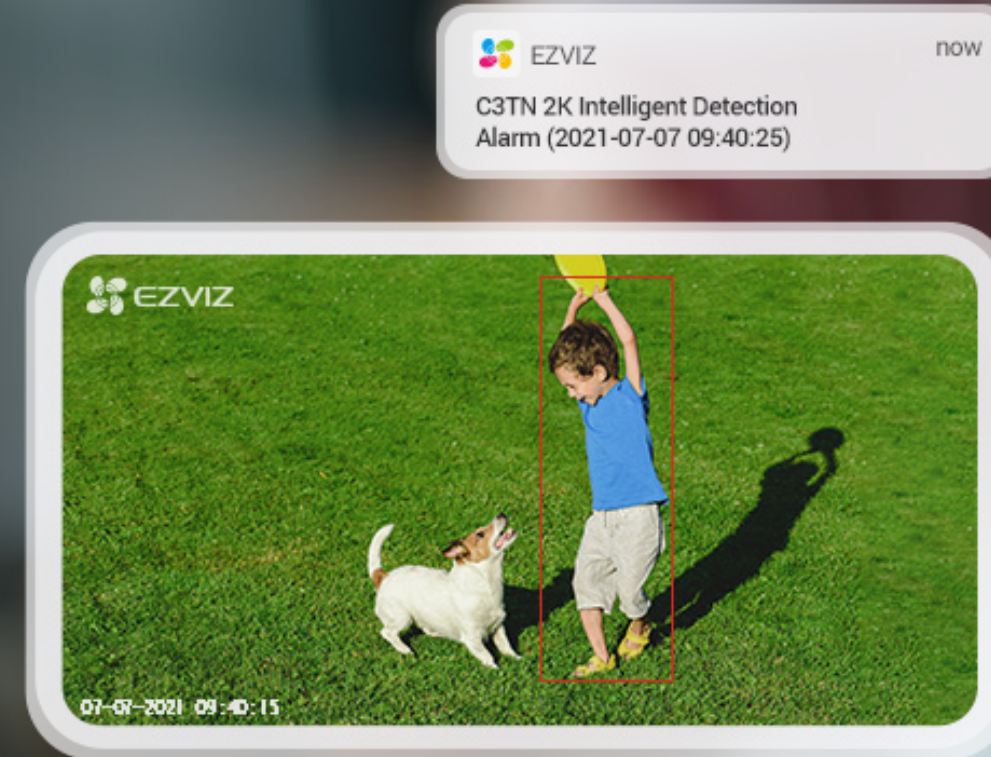 EZVIZ
now
C3TN 2K Intelligent Detection
Alarm (2021-07-07 09:40:25)
EZVIZ
07-07-2021 09:40:15